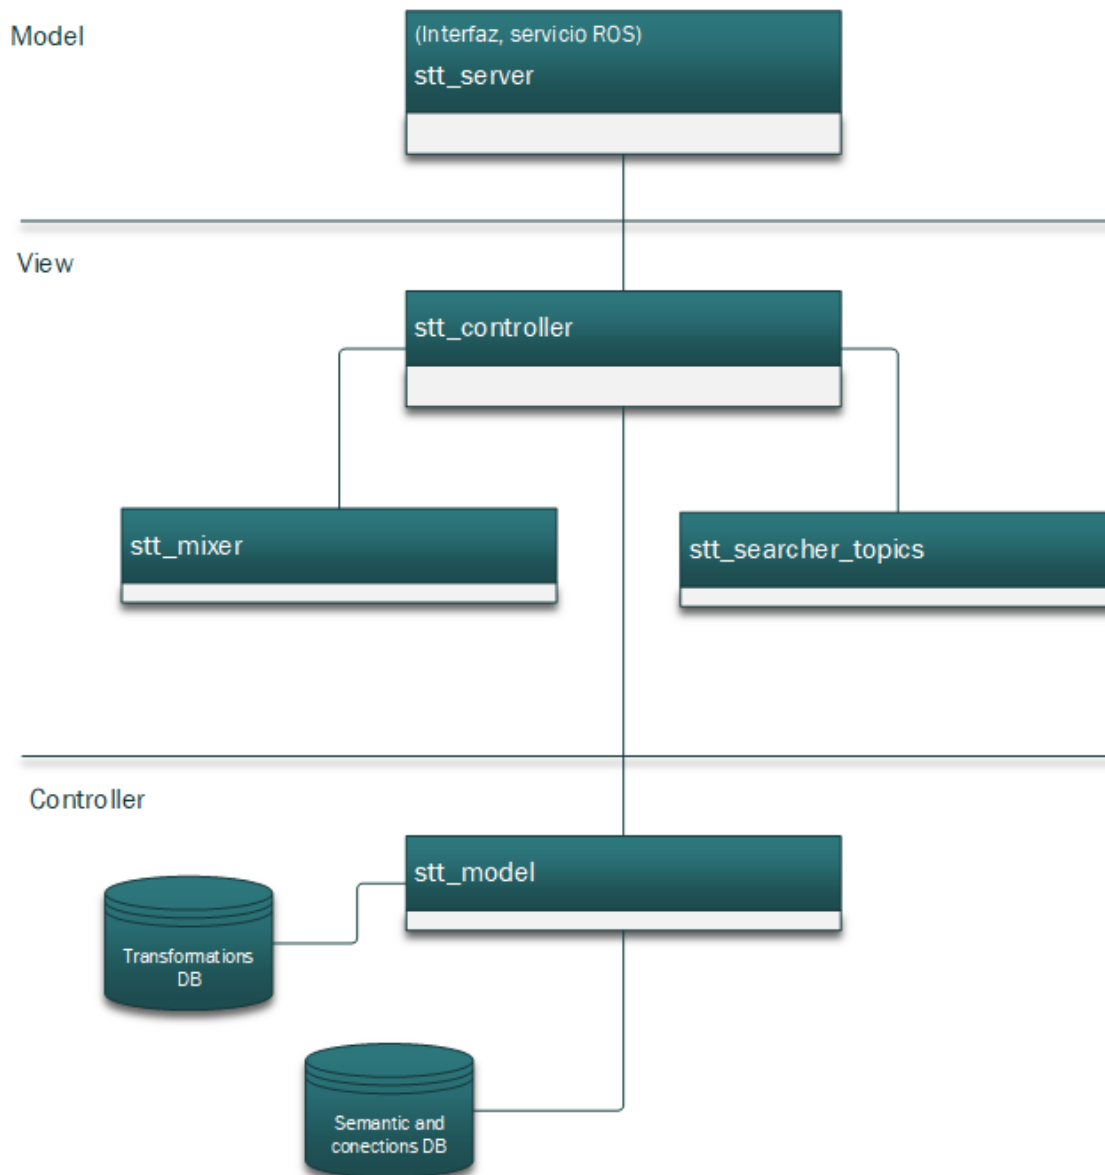 Model
(Interfaz, servicio ROS)
stt_server
View
stt_controller
stt_mixer
stt_searcher_topics
Controller
stt_model
Transformations
DB
Semantic and
conections DB